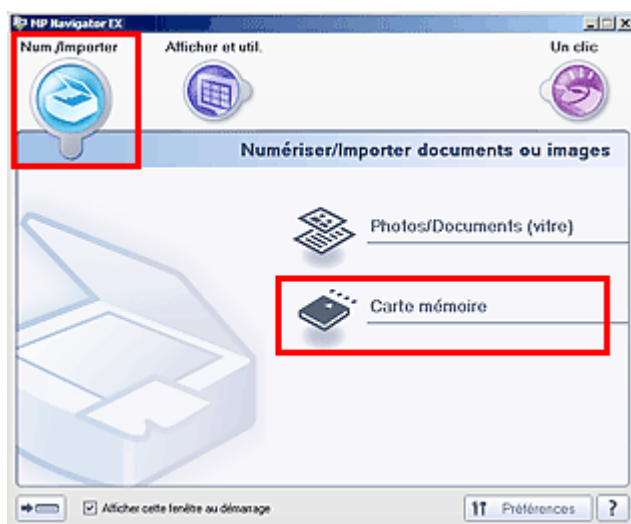 MP Navigator EX
Num./Importer
Afficher et util.
Un clic
Numériser/Importer documents ou images
Photos/Documents (vitre)
Carte mémoire
Afficher cette fenêtre au démarrage
Préférences
?